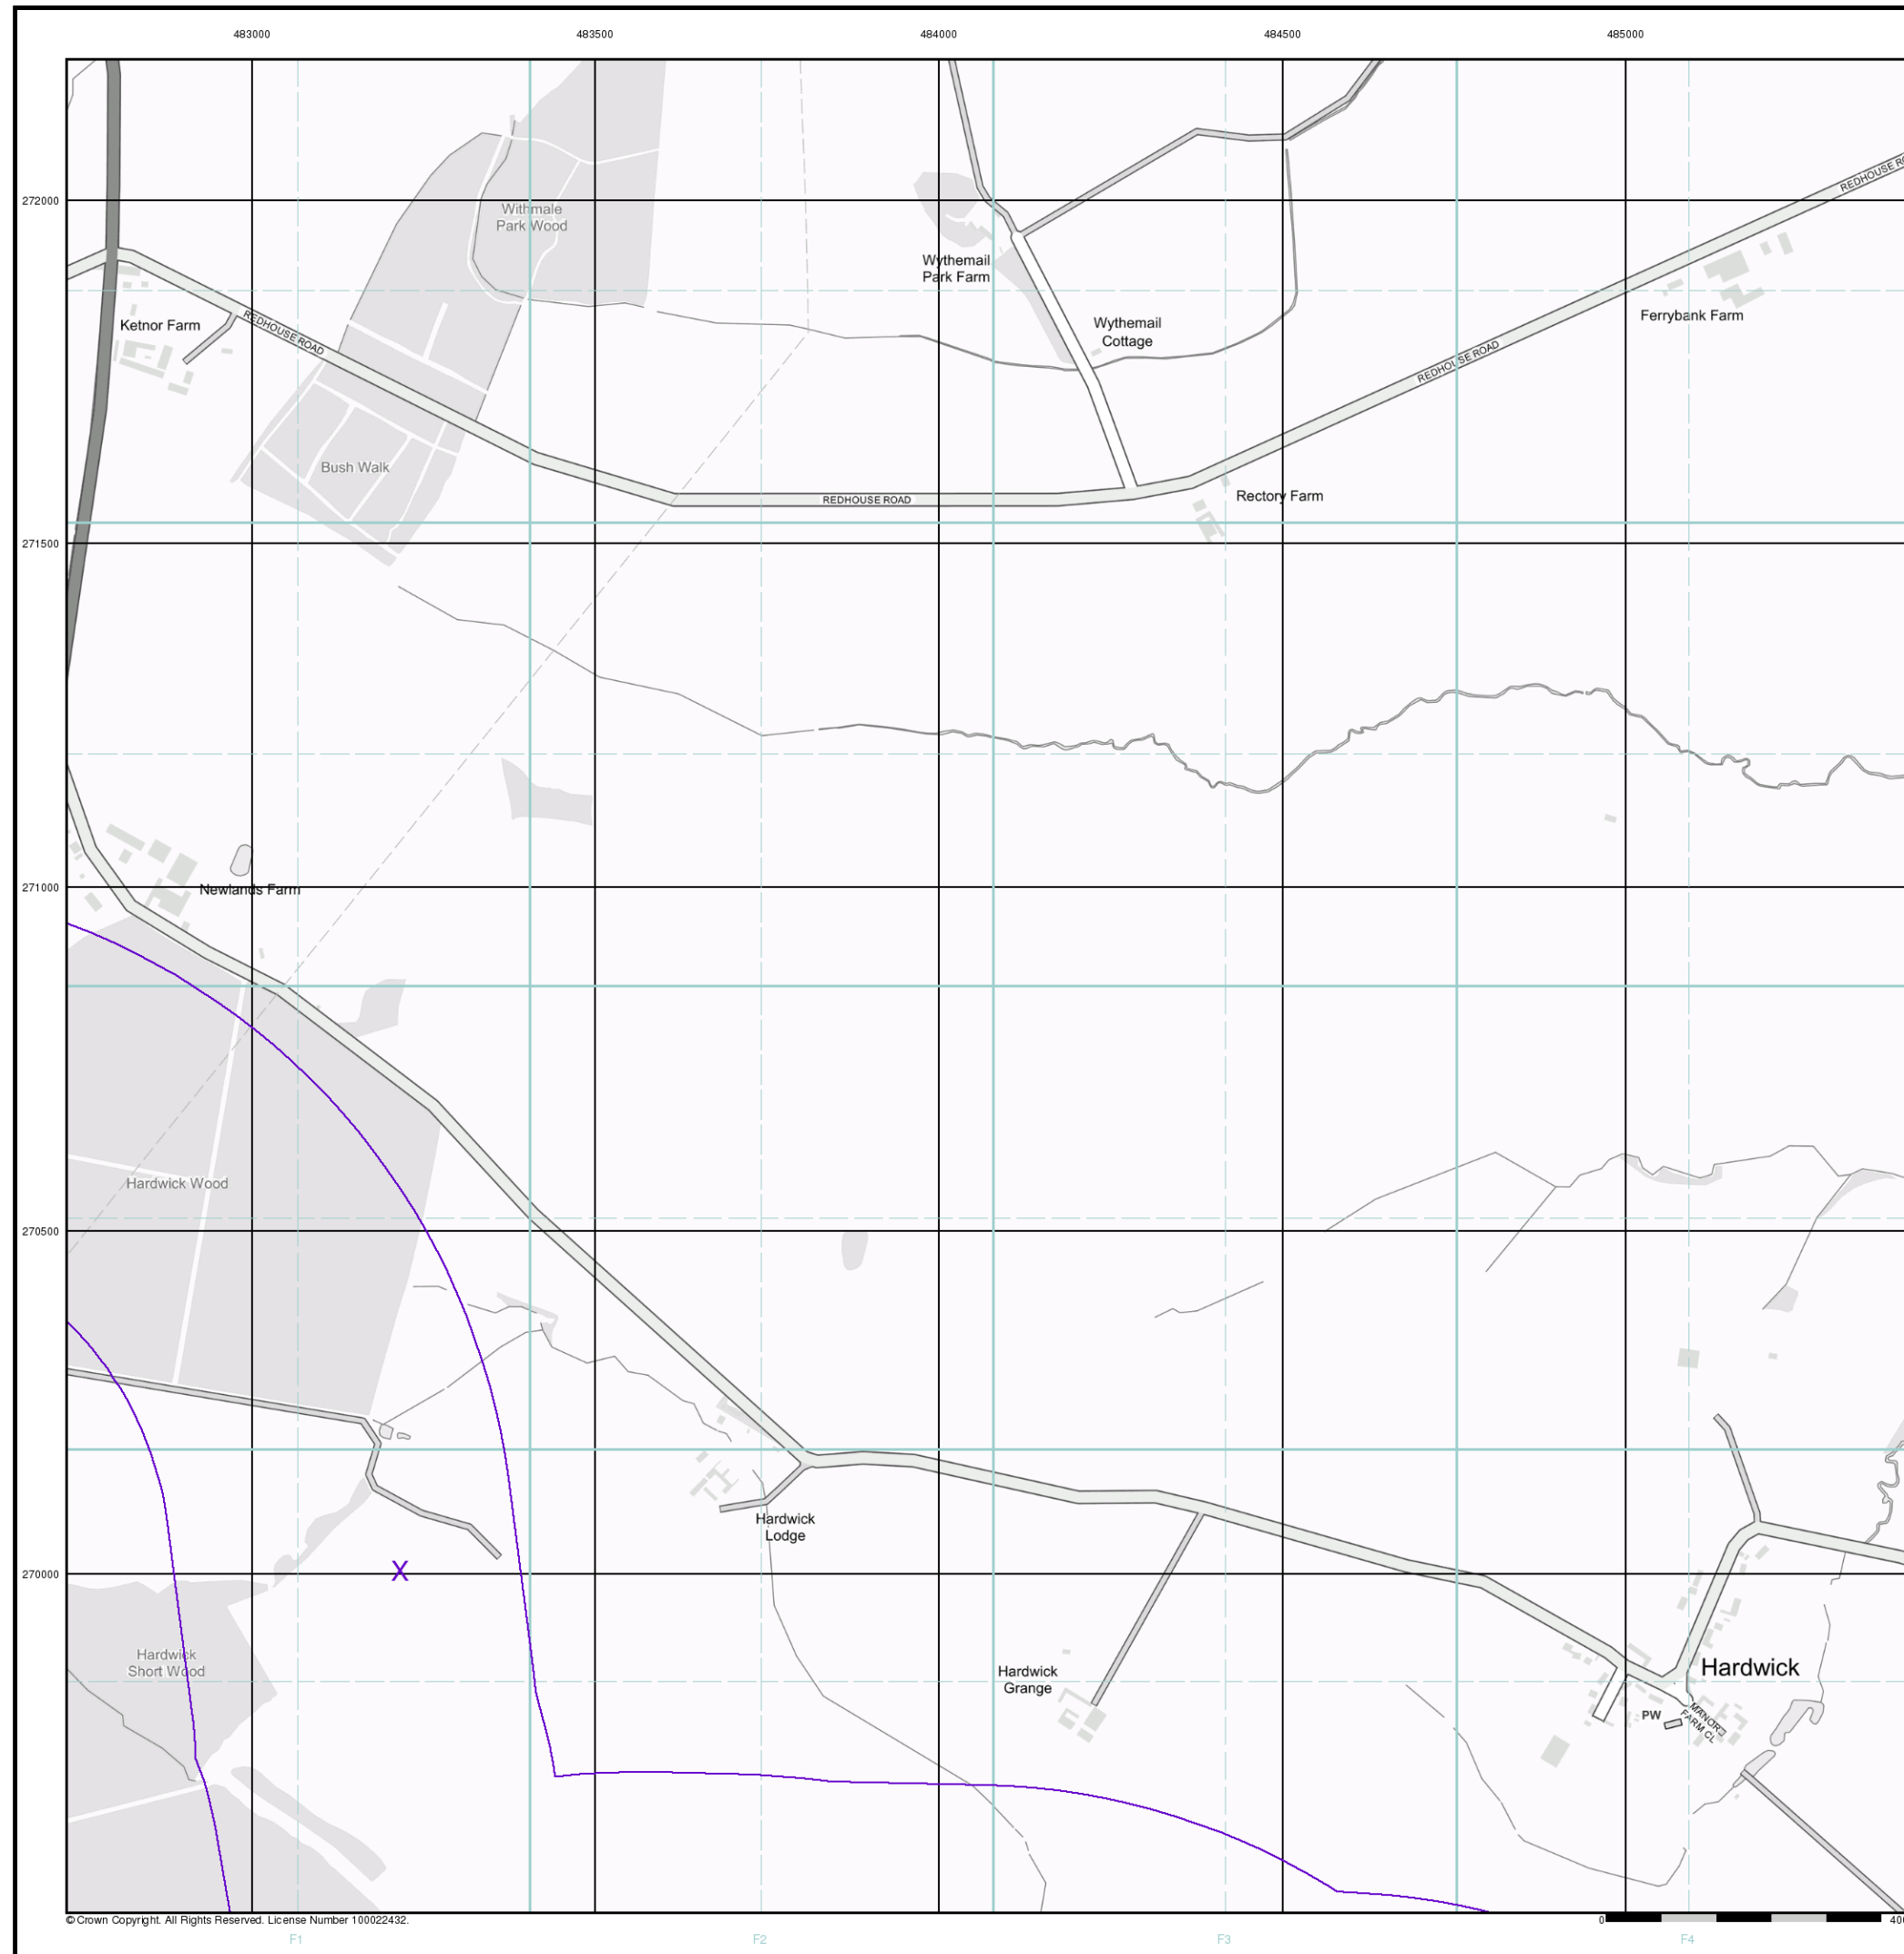 483000 483500 484000 484500 485000
272000
Withmale
Park Wood
REDHOUSE
Wythemail
Park Farm
Ketnor Farm
REDHOUSE ROAD
Wythemail
Cottage
Ferrybank Farm
REDHOUSE ROAD
Bush Walk
REDHOUSE ROAD
Rectory Farm
271500
271000
Newlands Farm
Hardwick Wood
270500
Hardwick
Lodge
X
270000
Hardwick
Short Wood
Hardwick
Grange
Hardwick
PW
MANOR
FARM CL
© Crown Copyright. All Rights Reserved. License Number 100022432.
0
F1 F2 F3 F4